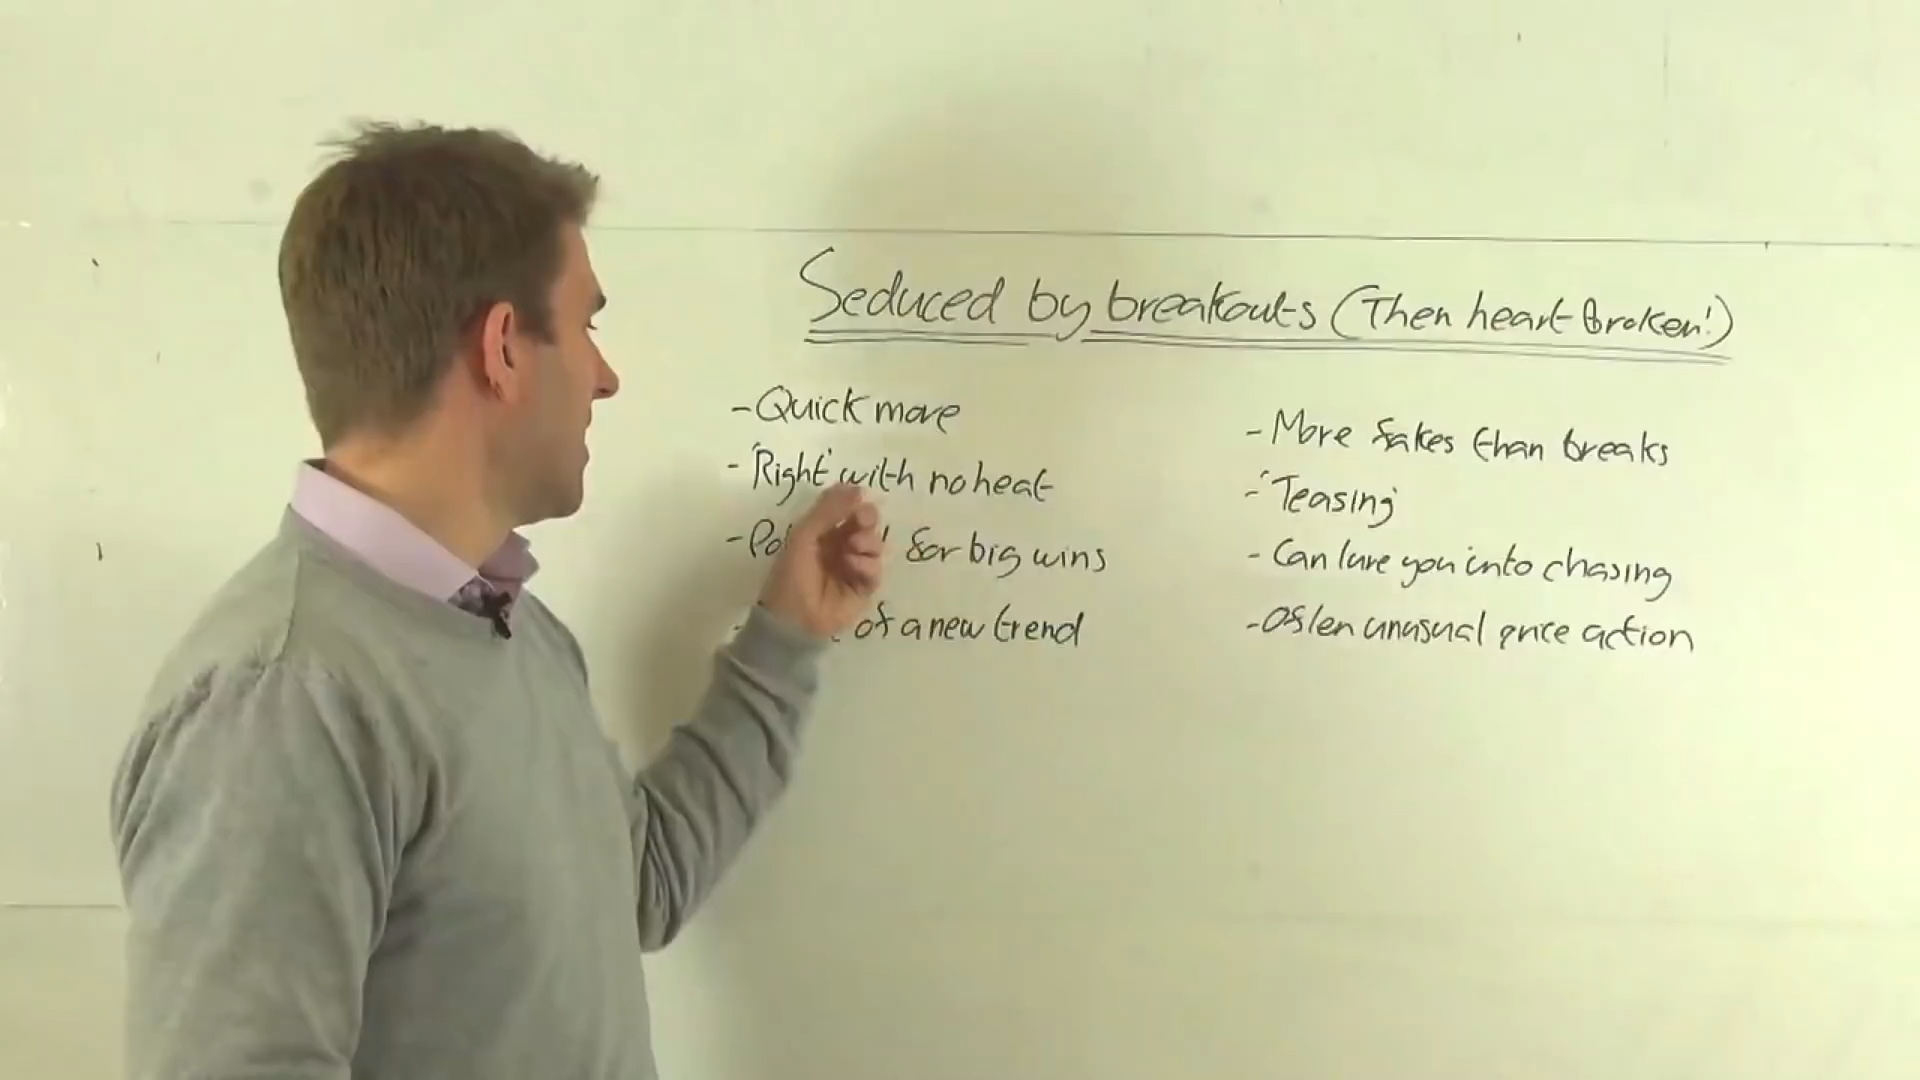 Seduced by breakouts (Then heart broken!)
- Quick move
- 'Right' with no heat
- for big wins
- of a new trend
- More fakes than breaks
- 'Teasing'
- Can lure you into chasing
- Often unusual price action